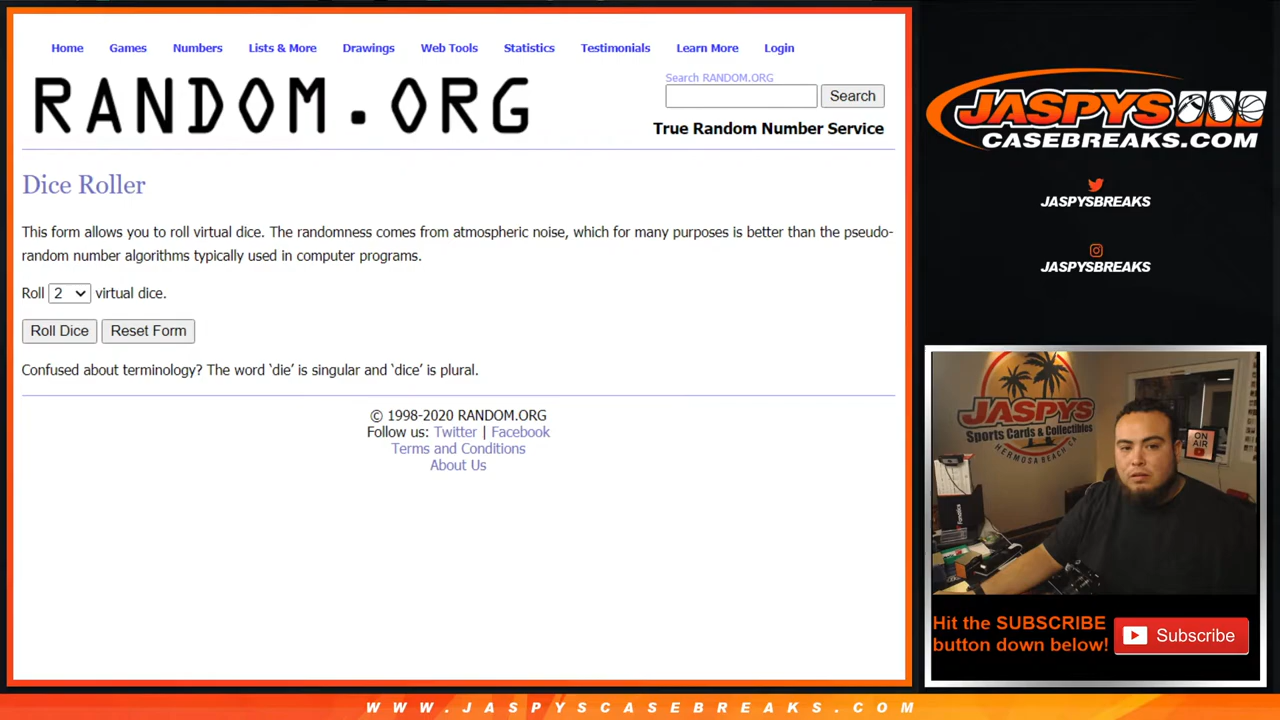 Home Games Numbers Lists & More Drawings Web Tools Statistics Testimonials Learn More Login
RANDOM.ORG
Search RANDOM.ORG
Search
True Random Number Service
Dice Roller
This form allows you to roll virtual dice. The randomness comes from atmospheric noise, which for many purposes is better than the pseudo-
random number algorithms typically used in computer programs.
Roll 2 virtual dice.
Roll Dice Reset Form
Confused about terminology? The word ‘die’ is singular and ‘dice’ is plural.
© 1998-2020 RANDOM.ORG
Follow us: Twitter | Facebook
Terms and Conditions
About Us
JASPYS
CASEBREAKS.COM
JASPYSBREAKS
JASPYSBREAKS
JASPYS
Sports Cards & Collectibles
HERMOSA BEACH CA
ON
AIR
Fanatics
Hit the SUBSCRIBE
button down below!
Subscribe
WWW.JASPYSCASEBREAKS.COM